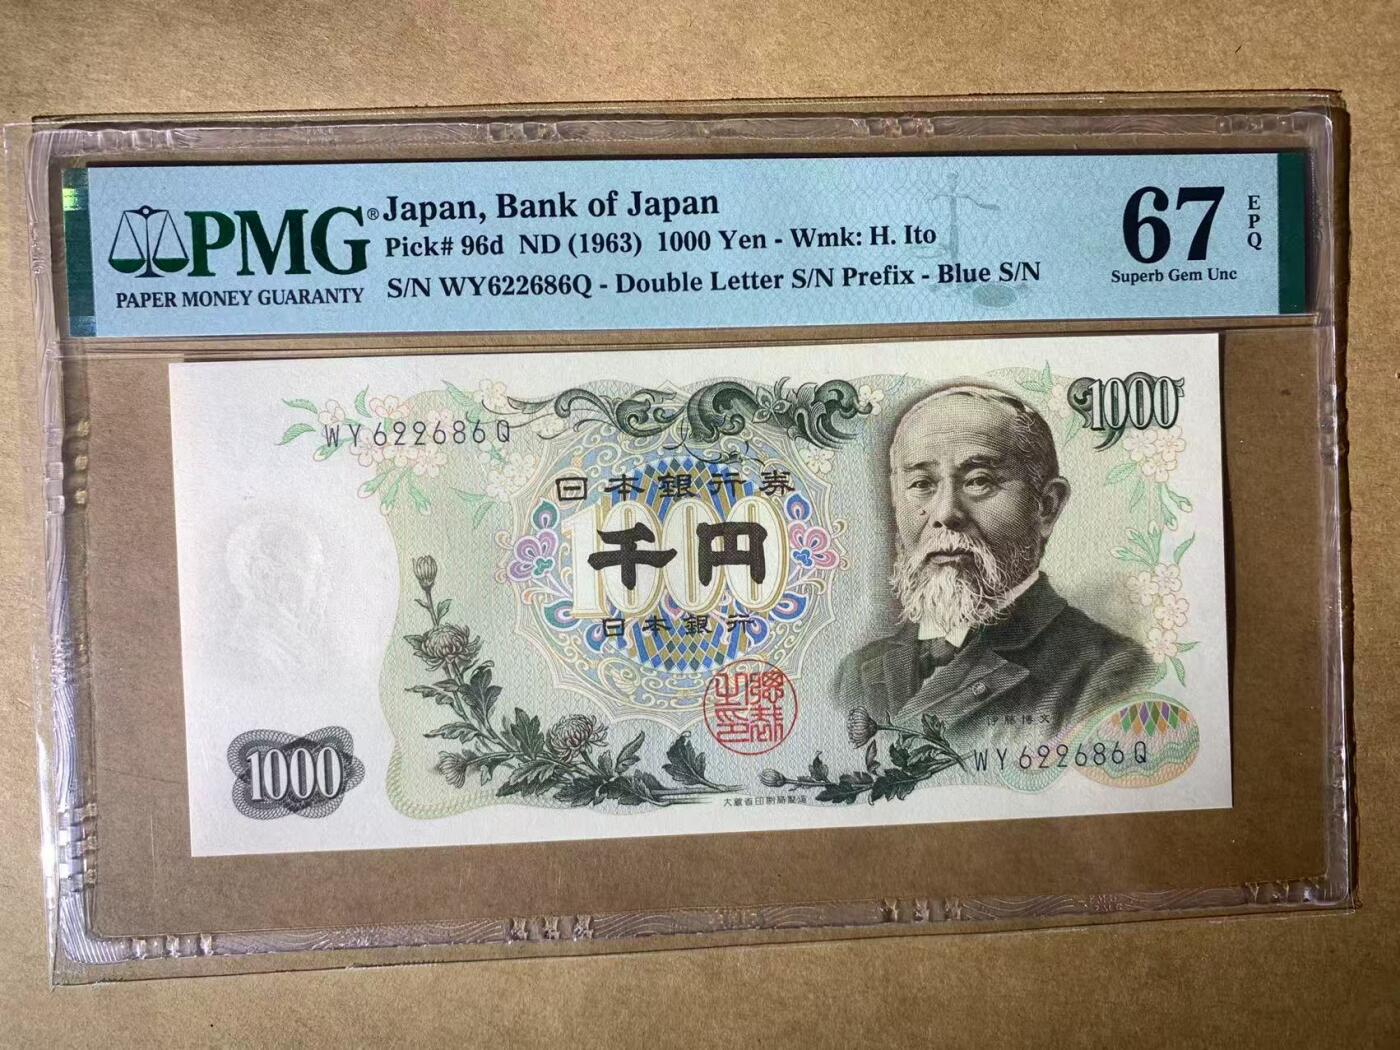 PMG® Japan, Bank of Japan
Pick# 96d ND (1963) 1000 Yen - Wmk: H. Ito
S/N WY622686Q - Double Letter S/N Prefix - Blue S/N
PAPER MONEY GUARANTY
67 EPQ
Superb Gem Unc
1000
WY622686Q
日本銀行券
1000
千円
日本銀行
伊藤博文
WY622686Q
1000
大蔵省印刷局製造